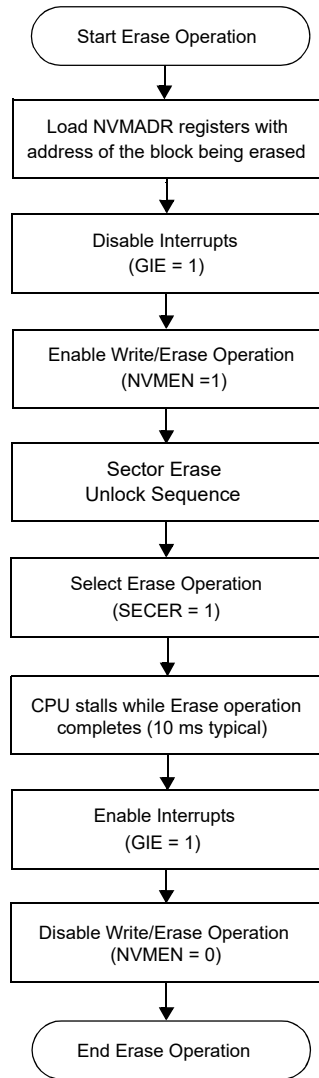 Start Erase Operation
Load NVMADR registers with
address of the block being erased
Disable Interrupts
(GIE = 1)
Enable Write/Erase Operation
(NVMEN =1)
Sector Erase
Unlock Sequence
Select Erase Operation
(SECER = 1)
CPU stalls while Erase operation
completes (10 ms typical)
Enable Interrupts
(GIE = 1)
Disable Write/Erase Operation
(NVMEN = 0)
End Erase Operation